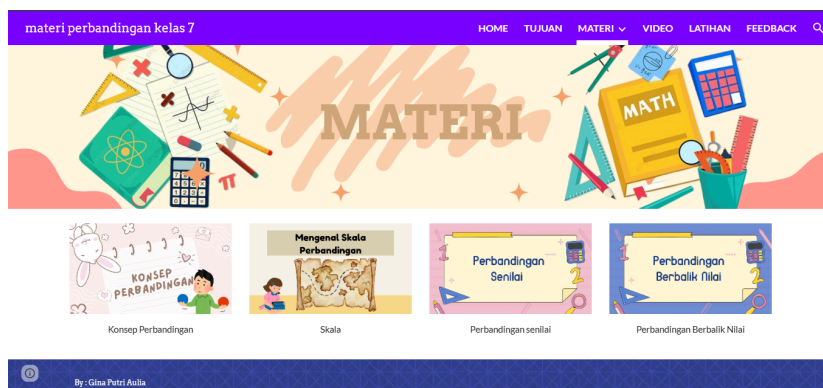 materi perbandingan kelas 7
HOME TUJUAN MATERI VIDEO LATIHAN FEEDBACK
MATERI
MATH
π
KONSEP
PERBANDINGAN
Mengenal Skala
Perbandingan
Perbandingan
Senilai
Perbandingan
Berbalik Nilai
Konsep Perbandingan
Skala
Perbandingan senilai
Perbandingan Berbalik Nilai
By : Gina Putri Aulia